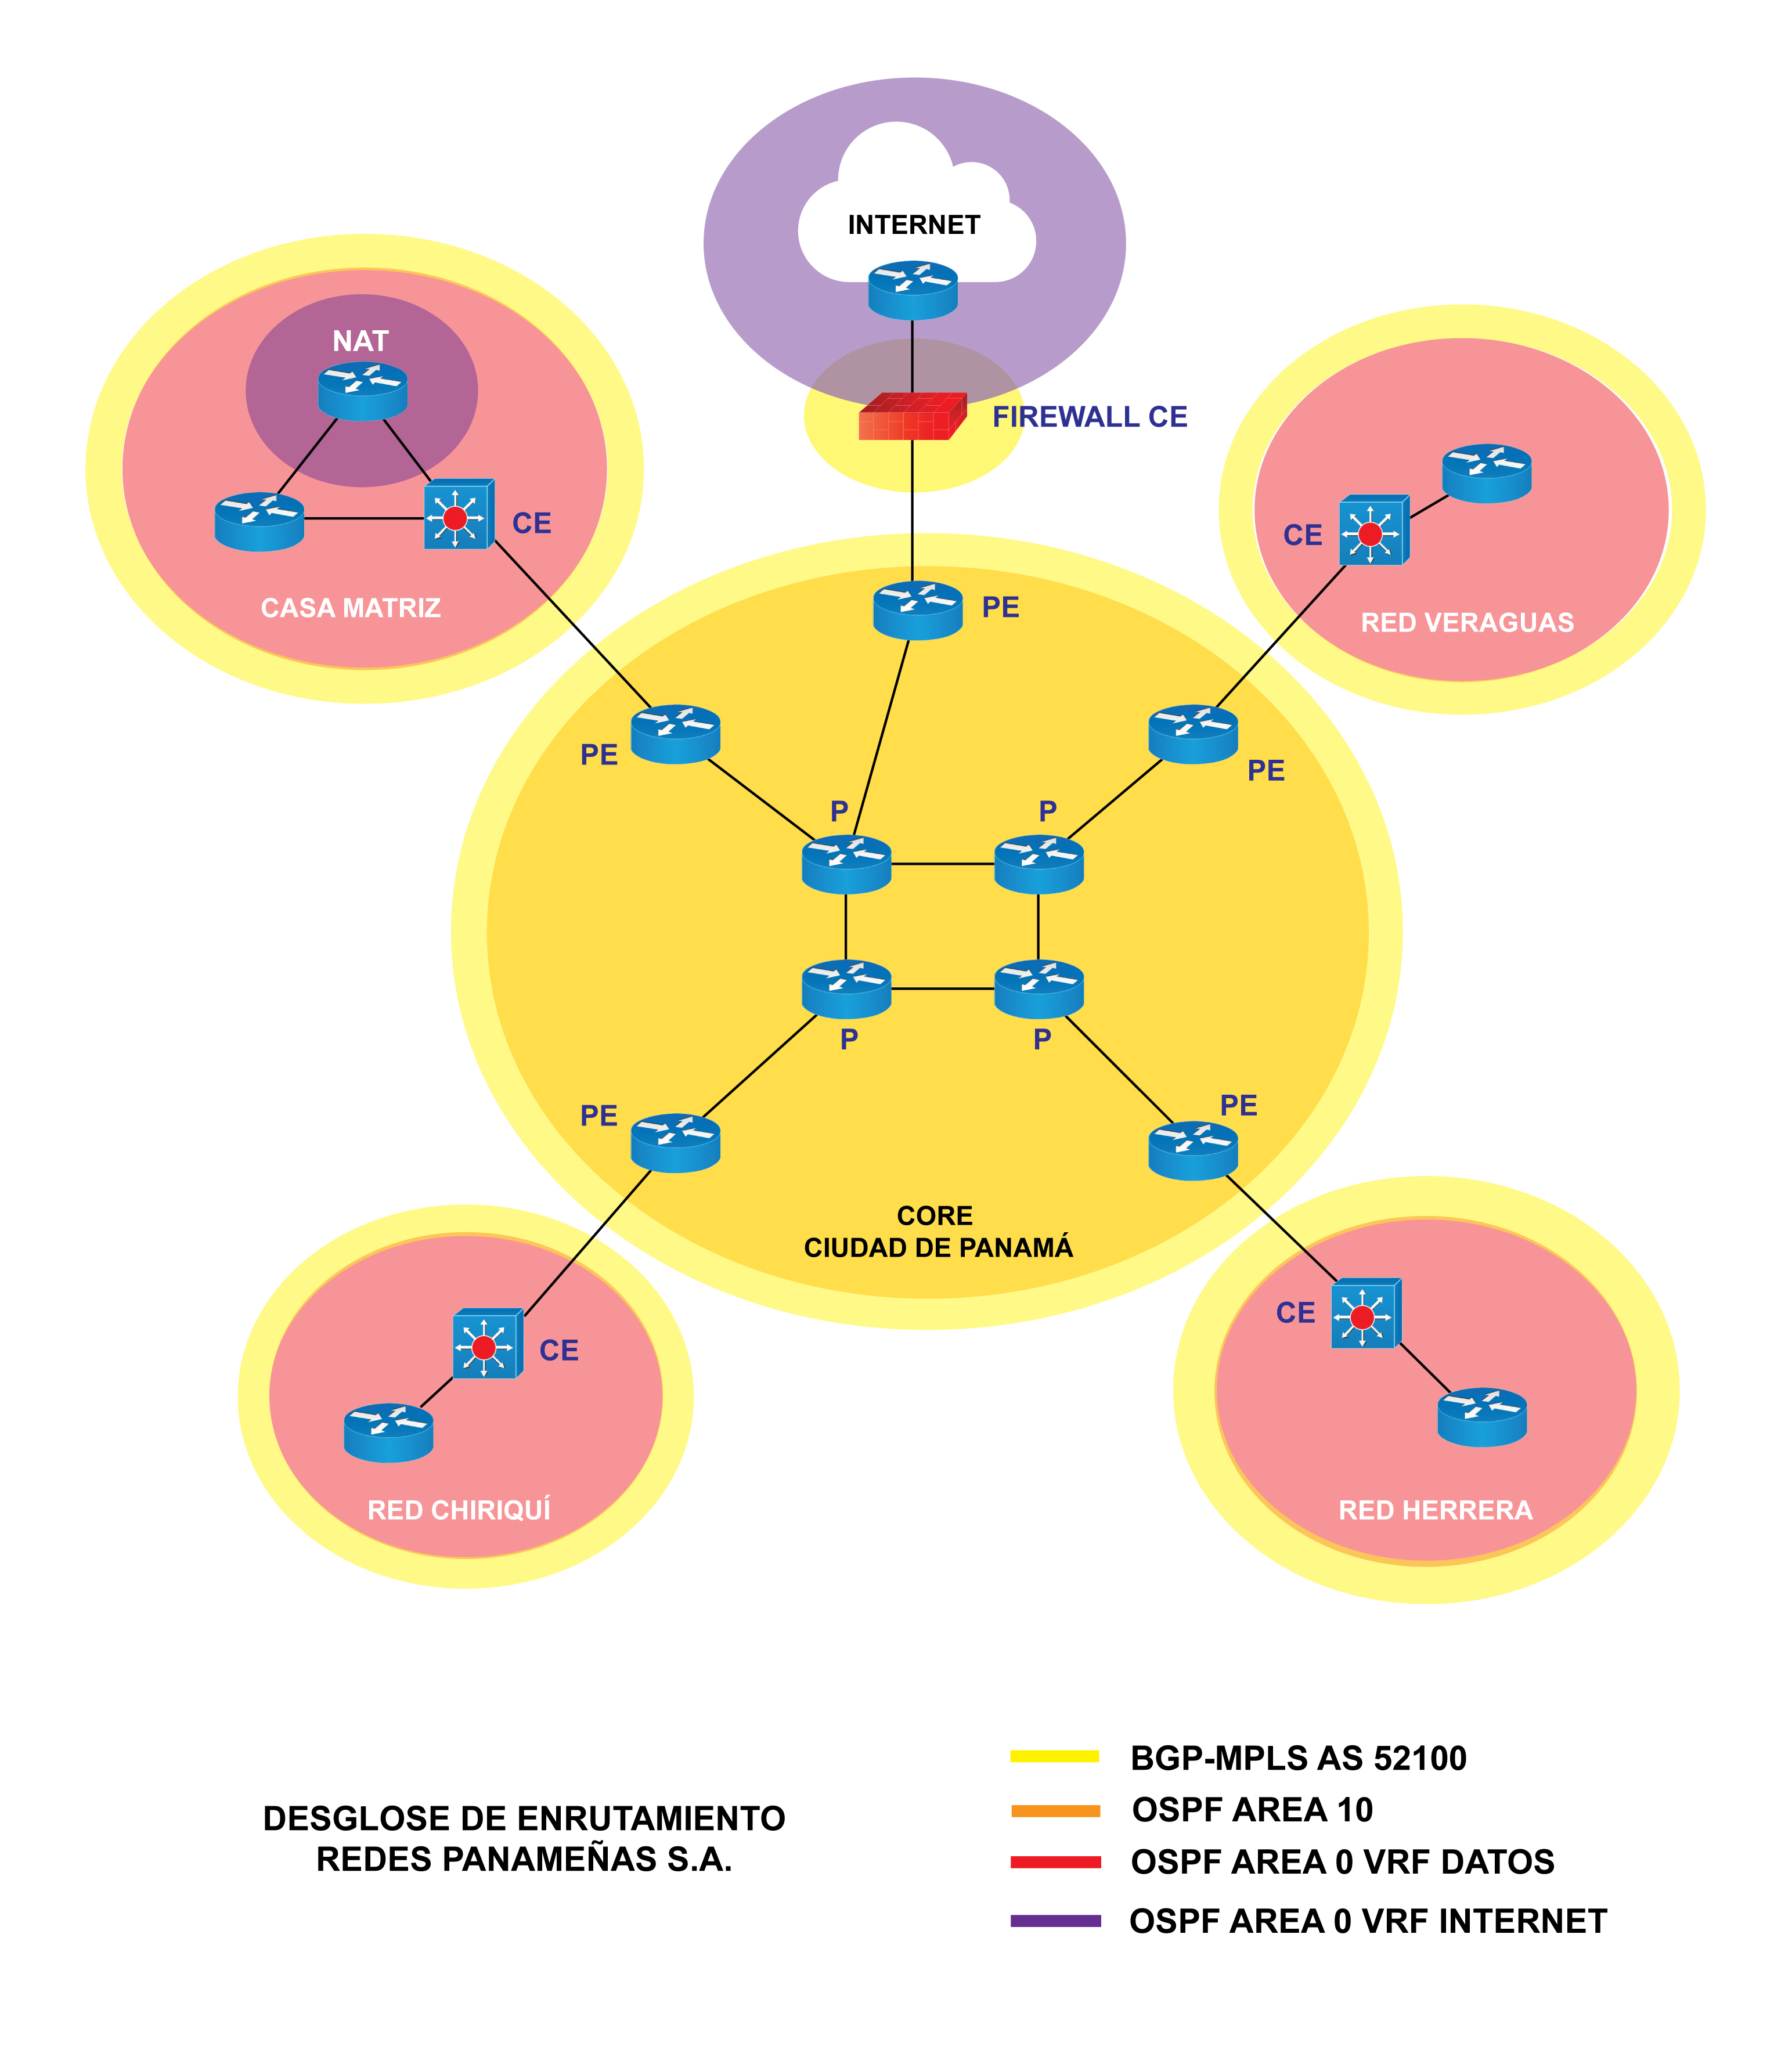 INTERNET
NAT
FIREWALL CE
CE
CE
CASA MATRIZ
PE
RED VERAGUAS
PE
PE
P
P
P
P
PE
PE
CORE
CIUDAD DE PANAMÁ
CE
CE
RED CHIRIQUÍ
RED HERRERA
DESGLOSE DE ENRUTAMIENTO
REDES PANAMEÑAS S.A.
BGP-MPLS AS 52100
OSPF AREA 10
OSPF AREA 0 VRF DATOS
OSPF AREA 0 VRF INTERNET